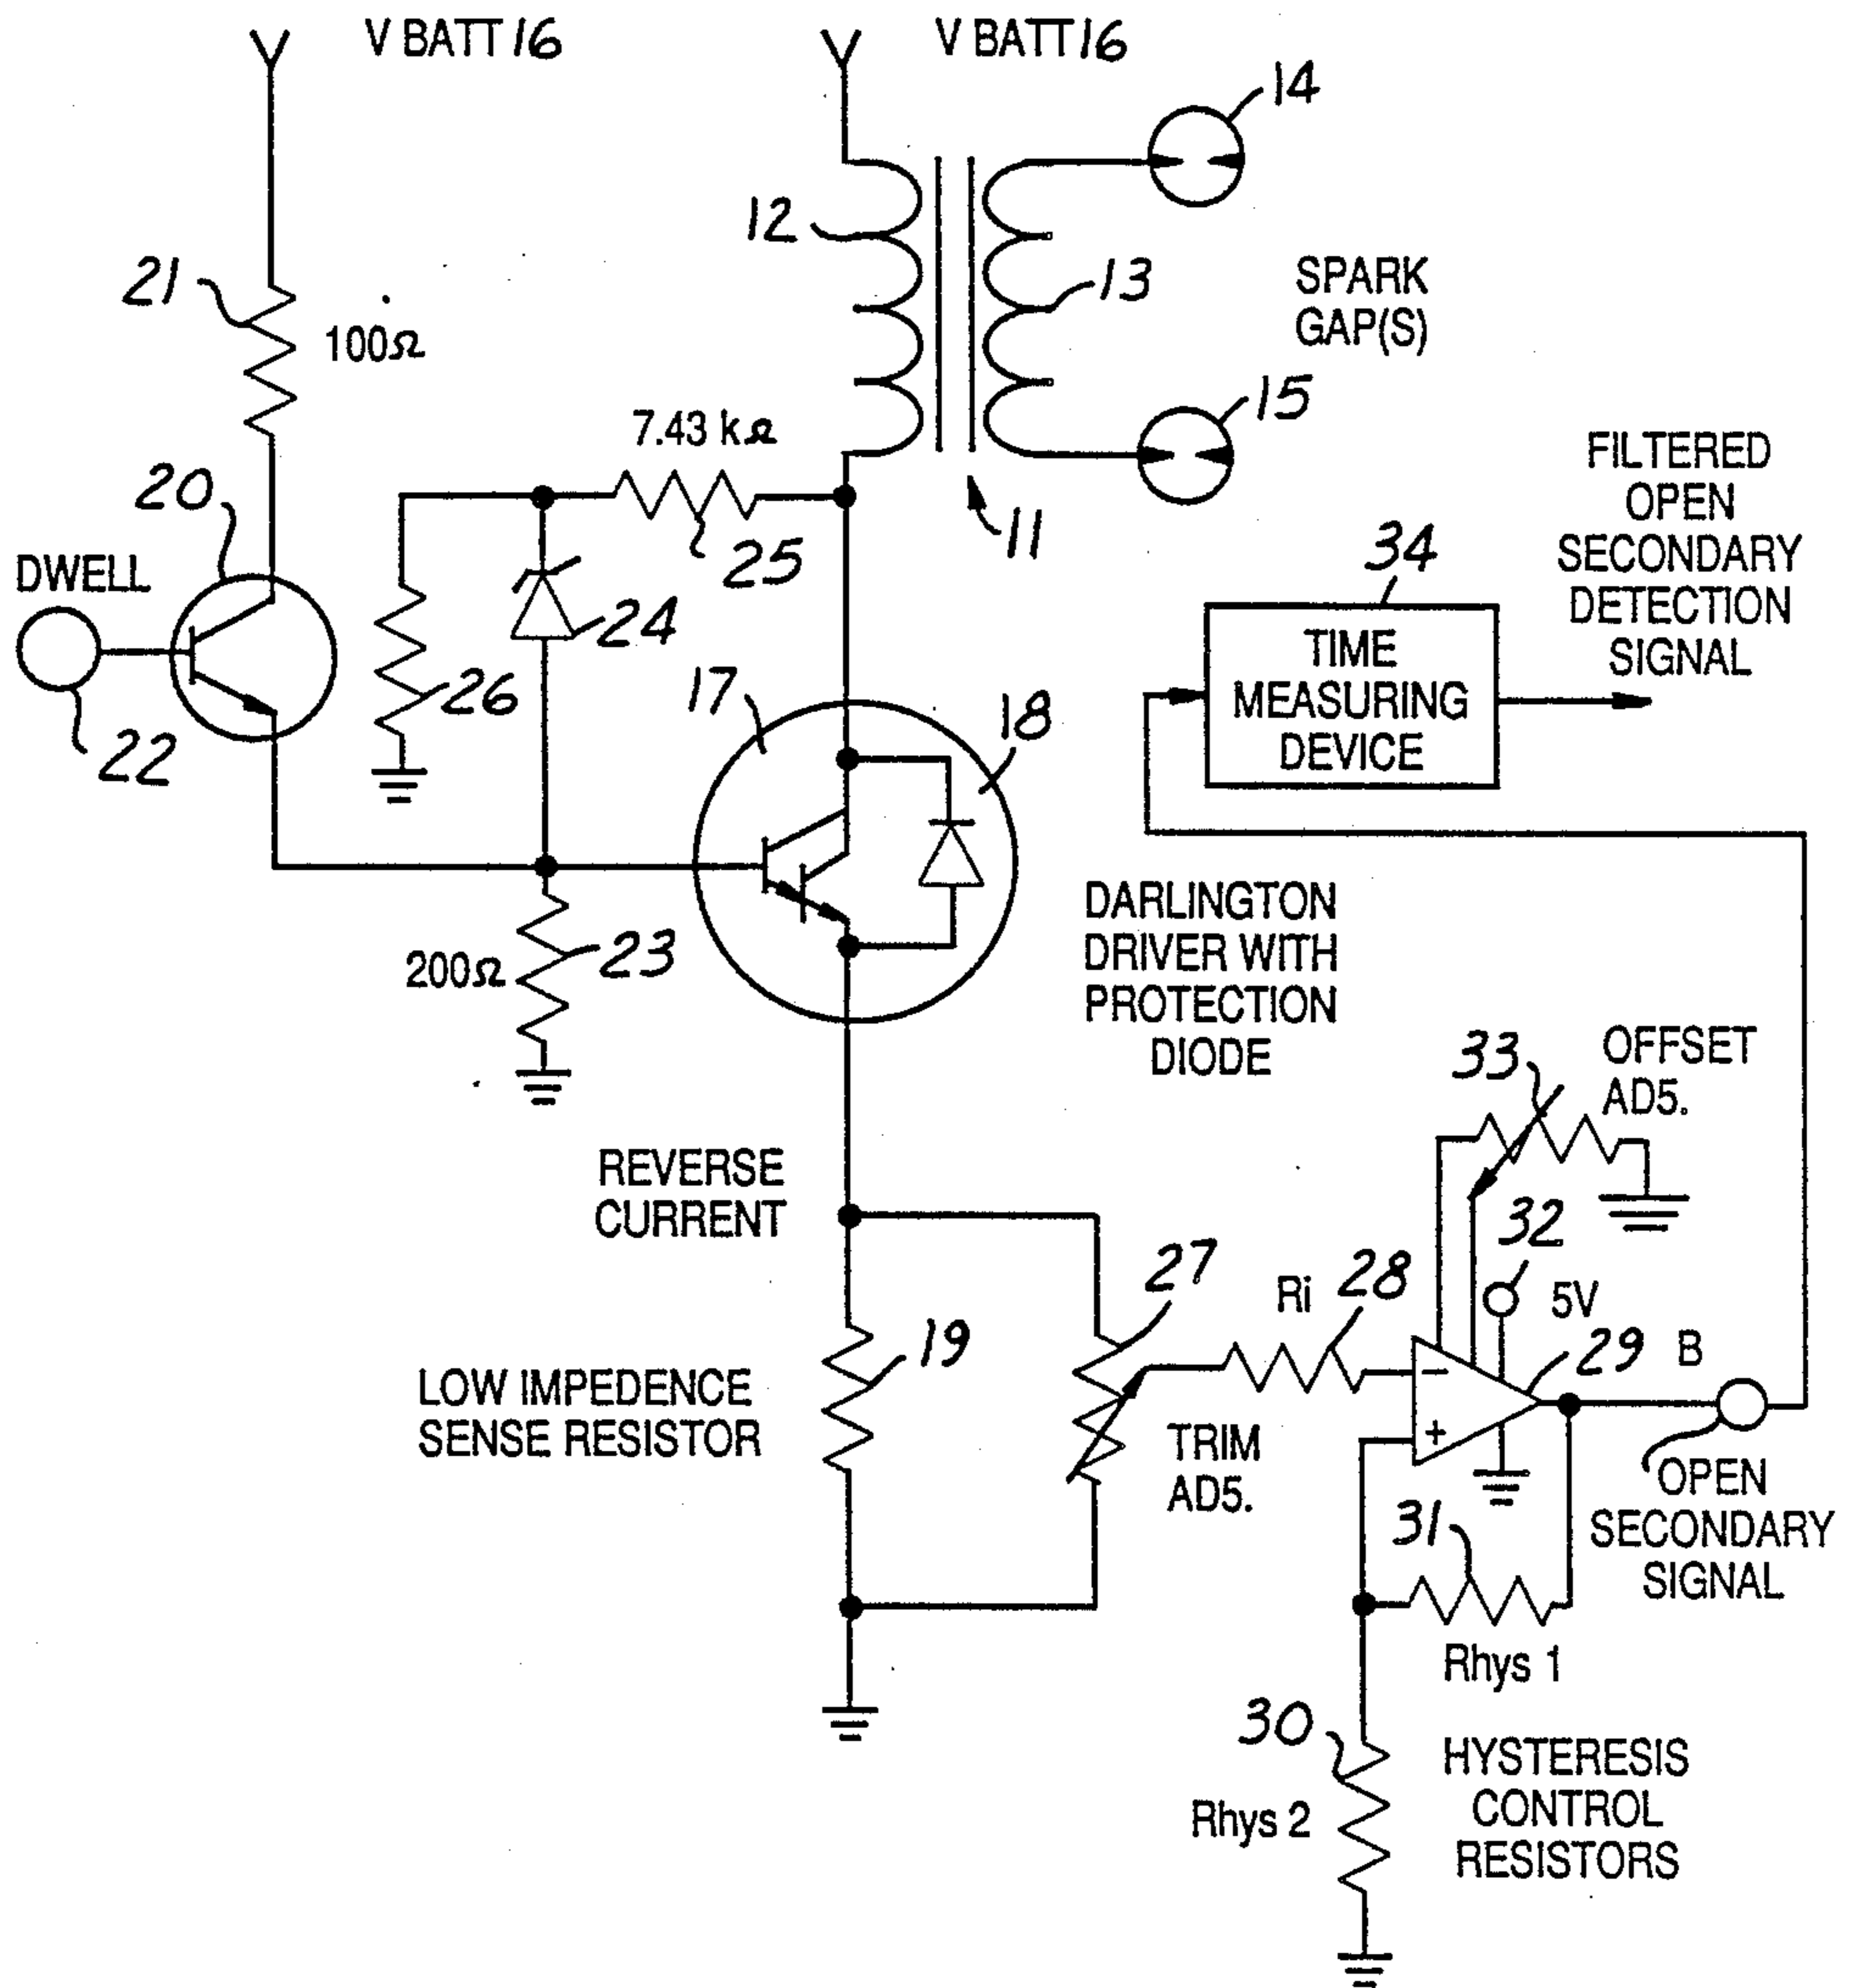 V BATT 16
V BATT 16
14
12
13
SPARK
GAP(S)
21
100Ω
7.43 kΩ
15
11
25
20
DWELL
22
26
24
17
18
34
TIME
MEASURING
DEVICE
FILTERED
OPEN
SECONDARY
DETECTION
SIGNAL
200Ω
23
DARLINGTON
DRIVER WITH
PROTECTION
DIODE
REVERSE
CURRENT
33
OFFSET
AD5.
32
5V
27
Ri 28
29 B
LOW IMPEDENCE
SENSE RESISTOR
19
TRIM
AD5.
-
+
OPEN
SECONDARY
SIGNAL
31
Rhys 1
30
Rhys 2
HYSTERESIS
CONTROL
RESISTORS